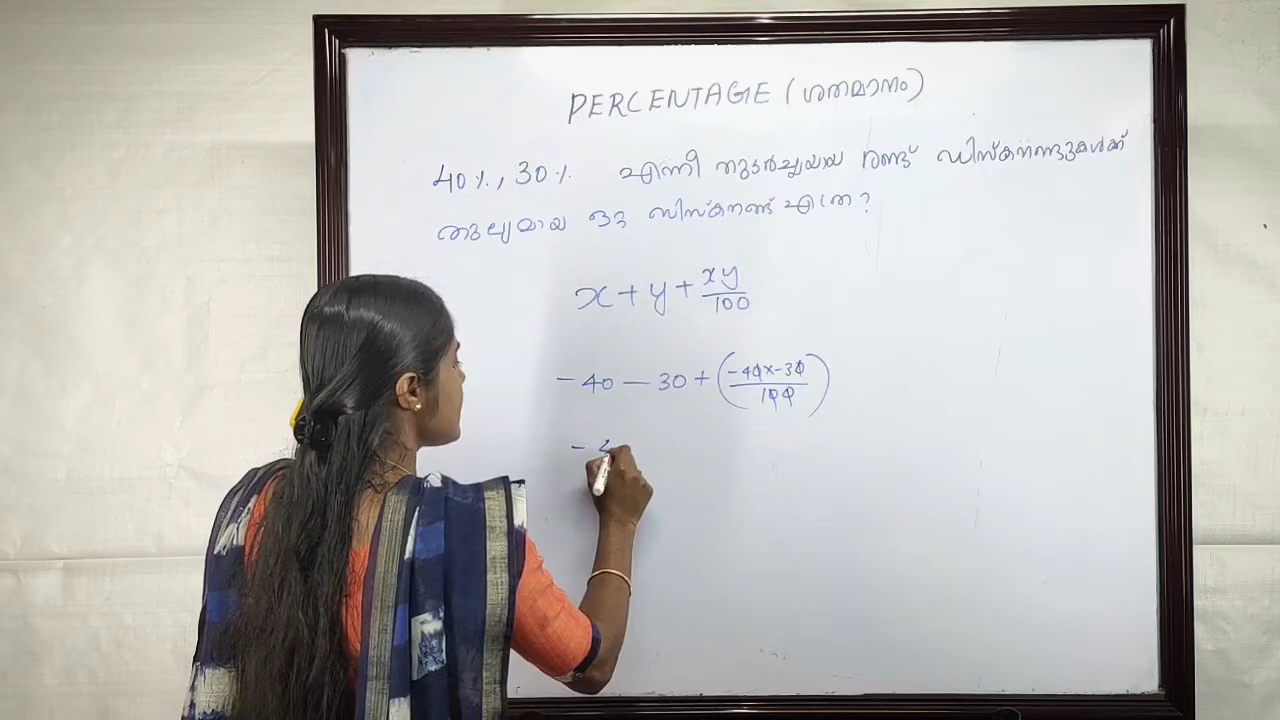 PERCENTAGE (ശതമാനം)
40%, 30% എന്നീ തുടർച്ചയായ രണ്ട് ഡിസ്കൗണ്ടുകൾക്ക്
തുല്യമായ ഒരു ഡിസ്കൗണ്ട് എത്ര?
x + y + xy/100
-40 - 30 + (-40 x -30 / 100)
-